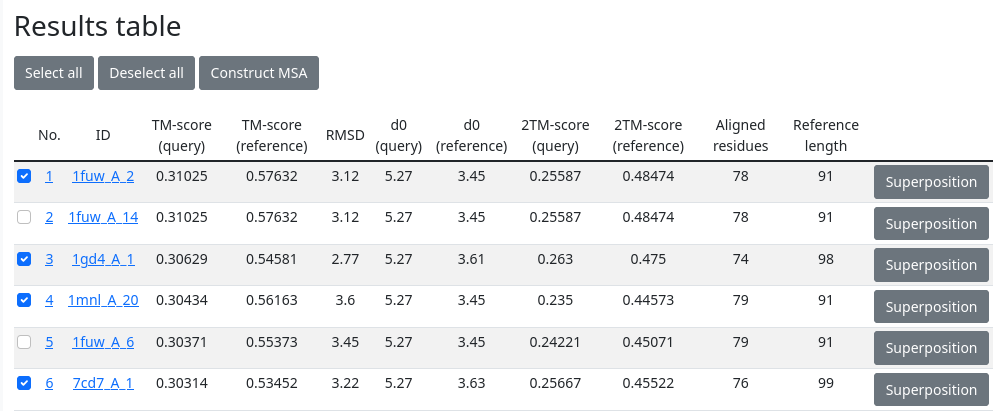 Results table
Select all Deselect all Construct MSA
No. ID TM-score (query) TM-score (reference) RMSD d0 (query) d0 (reference) 2TM-score (query) 2TM-score (reference) Aligned residues Reference length
1 1fuw_A_2 0.31025 0.57632 3.12 5.27 3.45 0.25587 0.48474 78 91 Superposition
2 1fuw_A_14 0.31025 0.57632 3.12 5.27 3.45 0.25587 0.48474 78 91 Superposition
3 1gd4_A_1 0.30629 0.54581 2.77 5.27 3.61 0.263 0.475 74 98 Superposition
4 1mnl_A_20 0.30434 0.56163 3.6 5.27 3.45 0.235 0.44573 79 91 Superposition
5 1fuw_A_6 0.30371 0.55373 3.45 5.27 3.45 0.24221 0.45071 79 91 Superposition
6 7cd7_A_1 0.30314 0.53452 3.22 5.27 3.63 0.25667 0.45522 76 99 Superposition